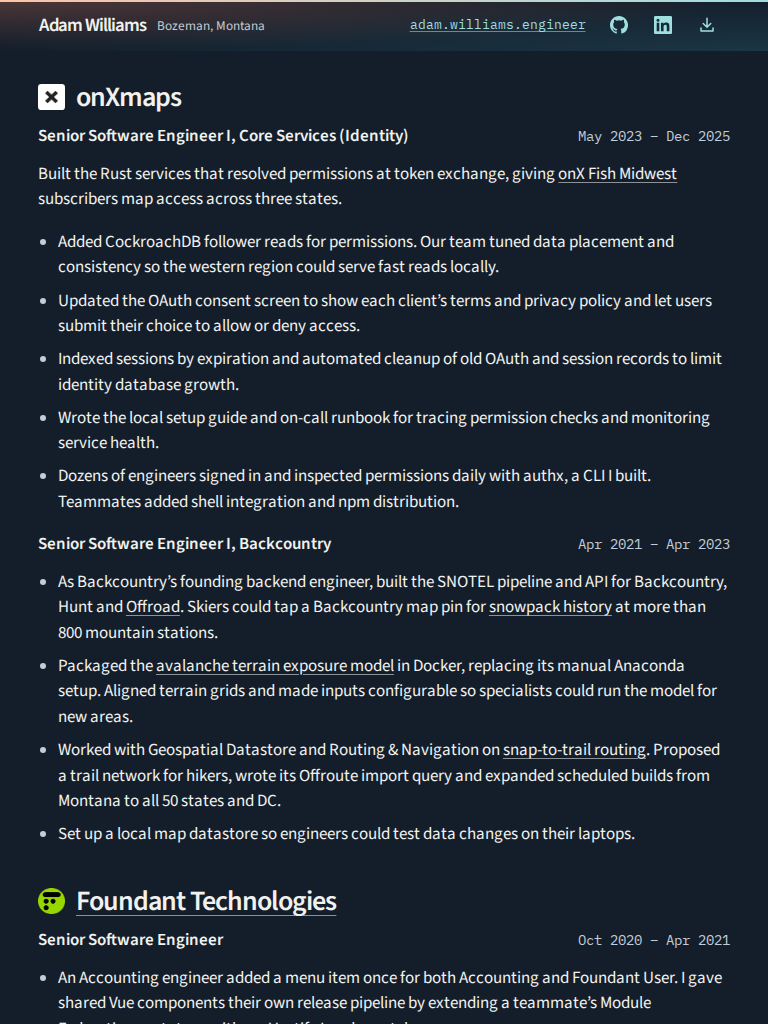 Adam Williams Bozeman, Montana adam.williams.engineer
onXmaps
Senior Software Engineer I, Core Services (Identity) May 2023 – Dec 2025
Built the Rust services that resolved permissions at token exchange, giving onX Fish Midwest
subscribers map access across three states.
• Added CockroachDB follower reads for permissions. Our team tuned data placement and
consistency so the western region could serve fast reads locally.
• Updated the OAuth consent screen to show each client’s terms and privacy policy and let users
submit their choice to allow or deny access.
• Indexed sessions by expiration and automated cleanup of old OAuth and session records to limit
identity database growth.
• Wrote the local setup guide and on-call runbook for tracing permission checks and monitoring
service health.
• Dozens of engineers signed in and inspected permissions daily with authx, a CLI I built.
Teammates added shell integration and npm distribution.
Senior Software Engineer I, Backcountry Apr 2021 – Apr 2023
• As Backcountry’s founding backend engineer, built the SNOTEL pipeline and API for Backcountry,
Hunt and Offroad. Skiers could tap a Backcountry map pin for snowpack history at more than
800 mountain stations.
• Packaged the avalanche terrain exposure model in Docker, replacing its manual Anaconda
setup. Aligned terrain grids and made inputs configurable so specialists could run the model for
new areas.
• Worked with Geospatial Datastore and Routing & Navigation on snap-to-trail routing. Proposed
a trail network for hikers, wrote its Offroute import query and expanded scheduled builds from
Montana to all 50 states and DC.
• Set up a local map datastore so engineers could test data changes on their laptops.
Foundant Technologies
Senior Software Engineer Oct 2020 – Apr 2021
• An Accounting engineer added a menu item once for both Accounting and Foundant User. I gave
shared Vue components their own release pipeline by extending a teammate’s Module